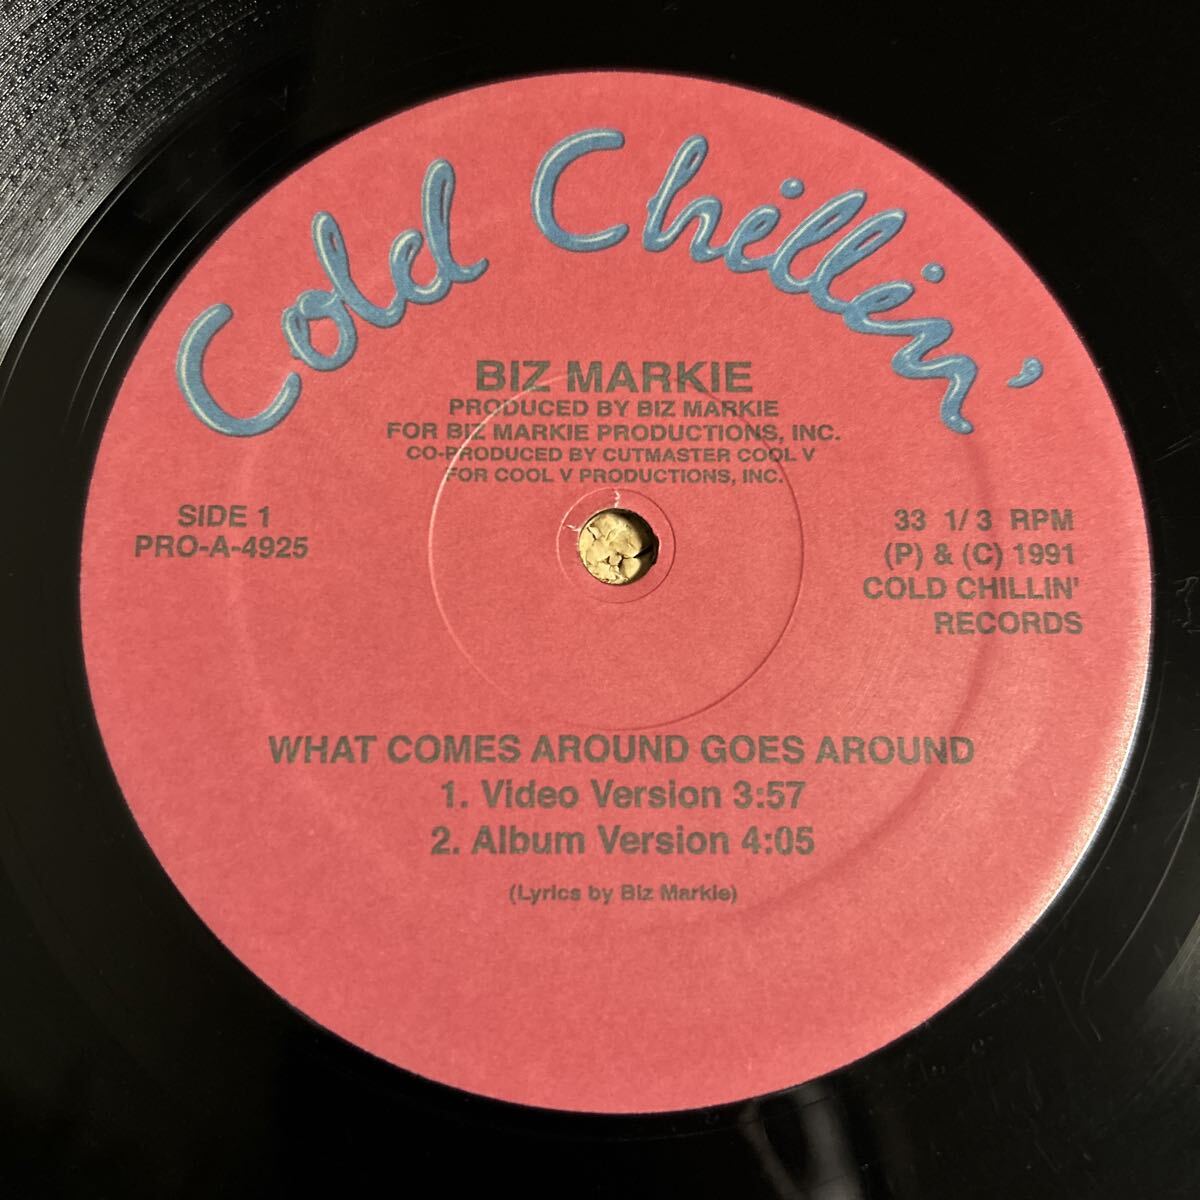 Cold Chillin'
BIZ MARKIE
PRODUCED BY BIZ MARKIE
FOR BIZ MARKIE PRODUCTIONS, INC.
CO-PRODUCED BY CUTMASTER COOL V
FOR COOL V PRODUCTIONS, INC.
SIDE 1
PRO-A-4925
33 1/3 RPM
(P) & (C) 1991
COLD CHILLIN'
RECORDS
WHAT COMES AROUND GOES AROUND
1. Video Version 3:57
2. Album Version 4:05
(Lyrics by Biz Markie)